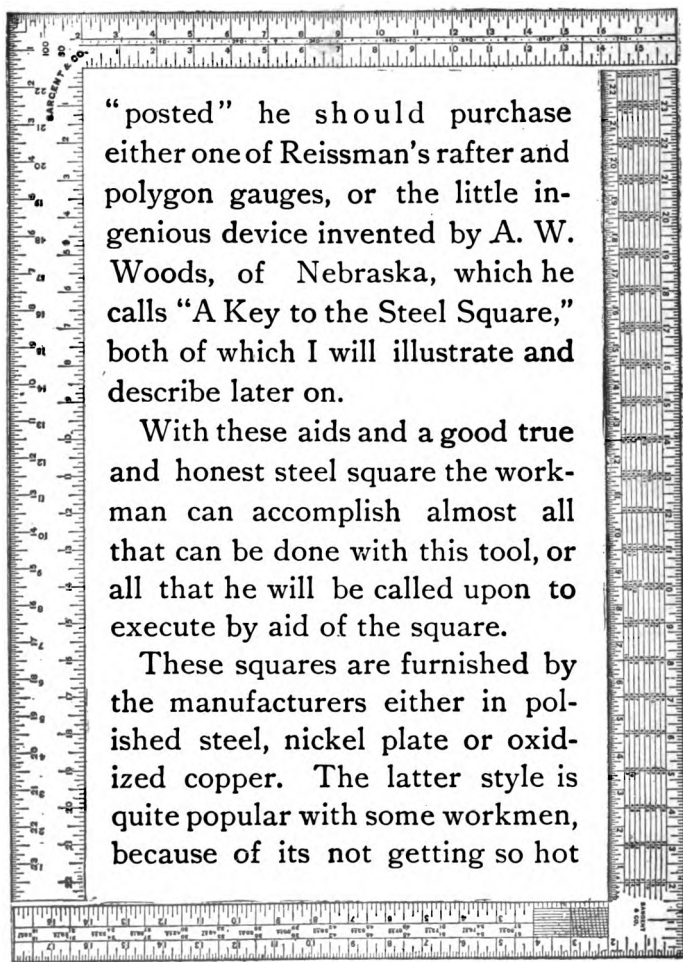 SARGENT & CO.
“posted” he should purchase
either one of Reissman’s rafter and
polygon gauges, or the little in-
genious device invented by A. W.
Woods, of Nebraska, which he
calls “A Key to the Steel Square,”
both of which I will illustrate and
describe later on.
With these aids and a good true
and honest steel square the work-
man can accomplish almost all
that can be done with this tool, or
all that he will be called upon to
execute by aid of the square.
These squares are furnished by
the manufacturers either in pol-
ished steel, nickel plate or oxid-
ized copper. The latter style is
quite popular with some workmen,
because of its not getting so hot
SARGENT
& CO.